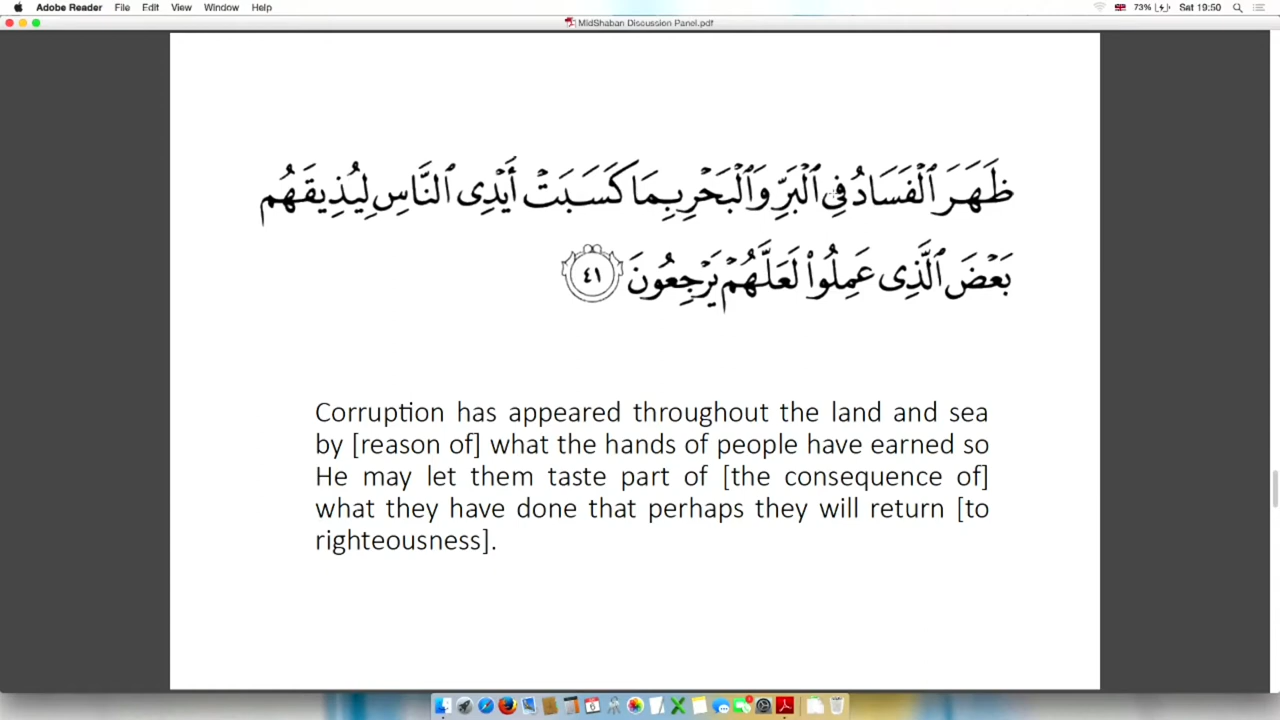 Adobe Reader File Edit View Window Help 73% Sat 19:50
MidShaban Discussion Panel.pdf
ظَهَرَ ٱلْفَسَادُ فِى ٱلْبَرِّ وَٱلْبَحْرِ بِمَا كَسَبَتْ أَيْدِى ٱلنَّاسِ لِيُذِيقَهُم
بَعْضَ ٱلَّذِى عَمِلُوا۟ لَعَلَّهُمْ يَرْجِعُونَ ٤١
Corruption has appeared throughout the land and sea
by [reason of] what the hands of people have earned so
He may let them taste part of [the consequence of]
what they have done that perhaps they will return [to
righteousness].
6